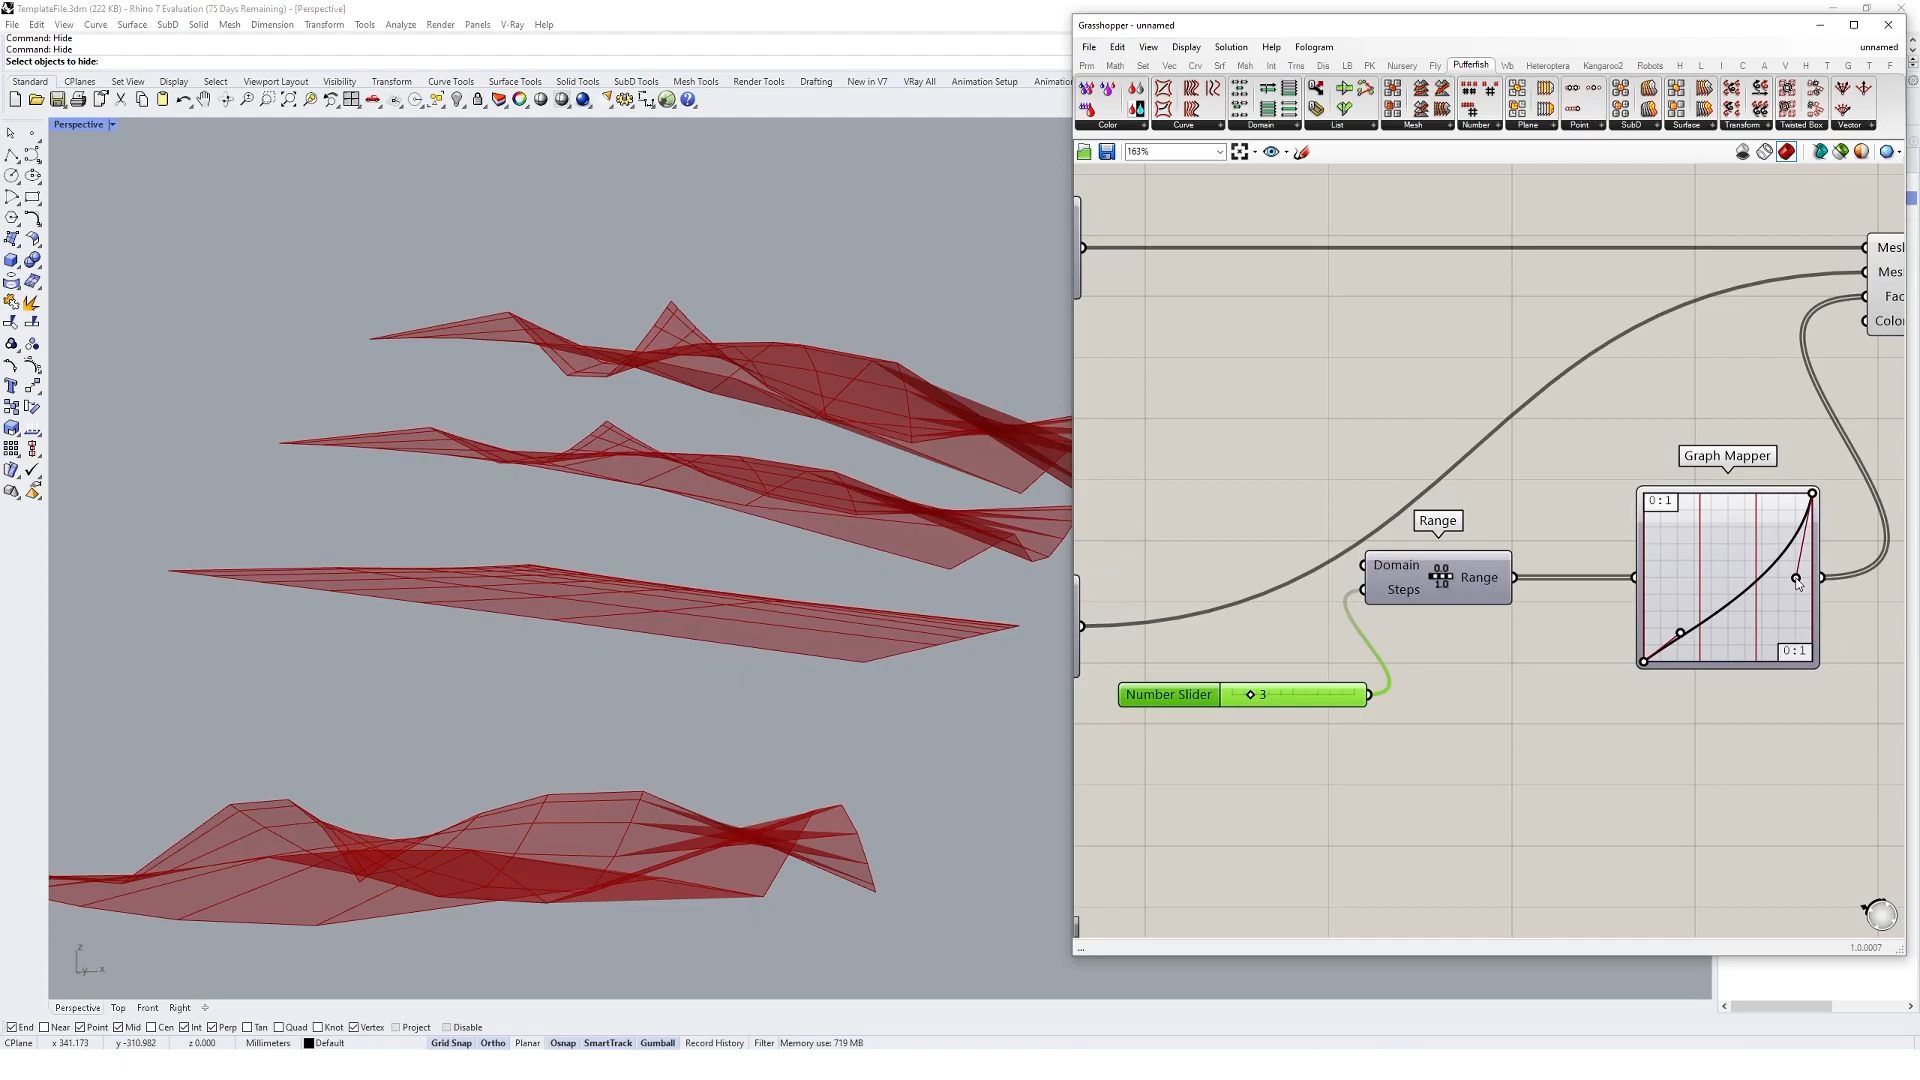 TemplateFile.3dm (222 KB) - Rhino 7 Evaluation (75 Days Remaining) - [Perspective]
File Edit View Curve Surface SubD Solid Mesh Dimension Transform Tools Analyze Render Panels V-Ray Help
Command: Hide
Command: Hide
Select objects to hide:
Standard CPlanes Set View Display Select Viewport Layout Visibility Transform Curve Tools Surface Tools Solid Tools SubD Tools Mesh Tools Render Tools Drafting New in V7 VRay All Animation Setup Animation
Perspective
Grasshopper - unnamed
File Edit View Display Solution Help Fologram
unnamed
Prm Math Set Vec Crv Srf Msh Int Trns Dis LB PK Nursery Fly Pufferfish Wb Heteroptera Kangaroo2 Robots H L I C A V H T L T F
Color Curve Domain List Mesh Number Plane Point SubD Surface Transform Twisted Box Vector
163%
Mesl
Mes
Fac
Color
Graph Mapper
0:1
0:1
Range
Domain
Steps
0.0
1.0
Range
Number Slider 3
...
1.0.0007
z
y x
Perspective Top Front Right
End Near Point Mid Cen Int Perp Tan Quad Knot Vertex Project Disable
CPlane x 341.173 y -310.982 z 0.000 Millimeters Default Grid Snap Ortho Planar Osnap SmartTrack Gumball Record History Filter Memory use: 719 MB